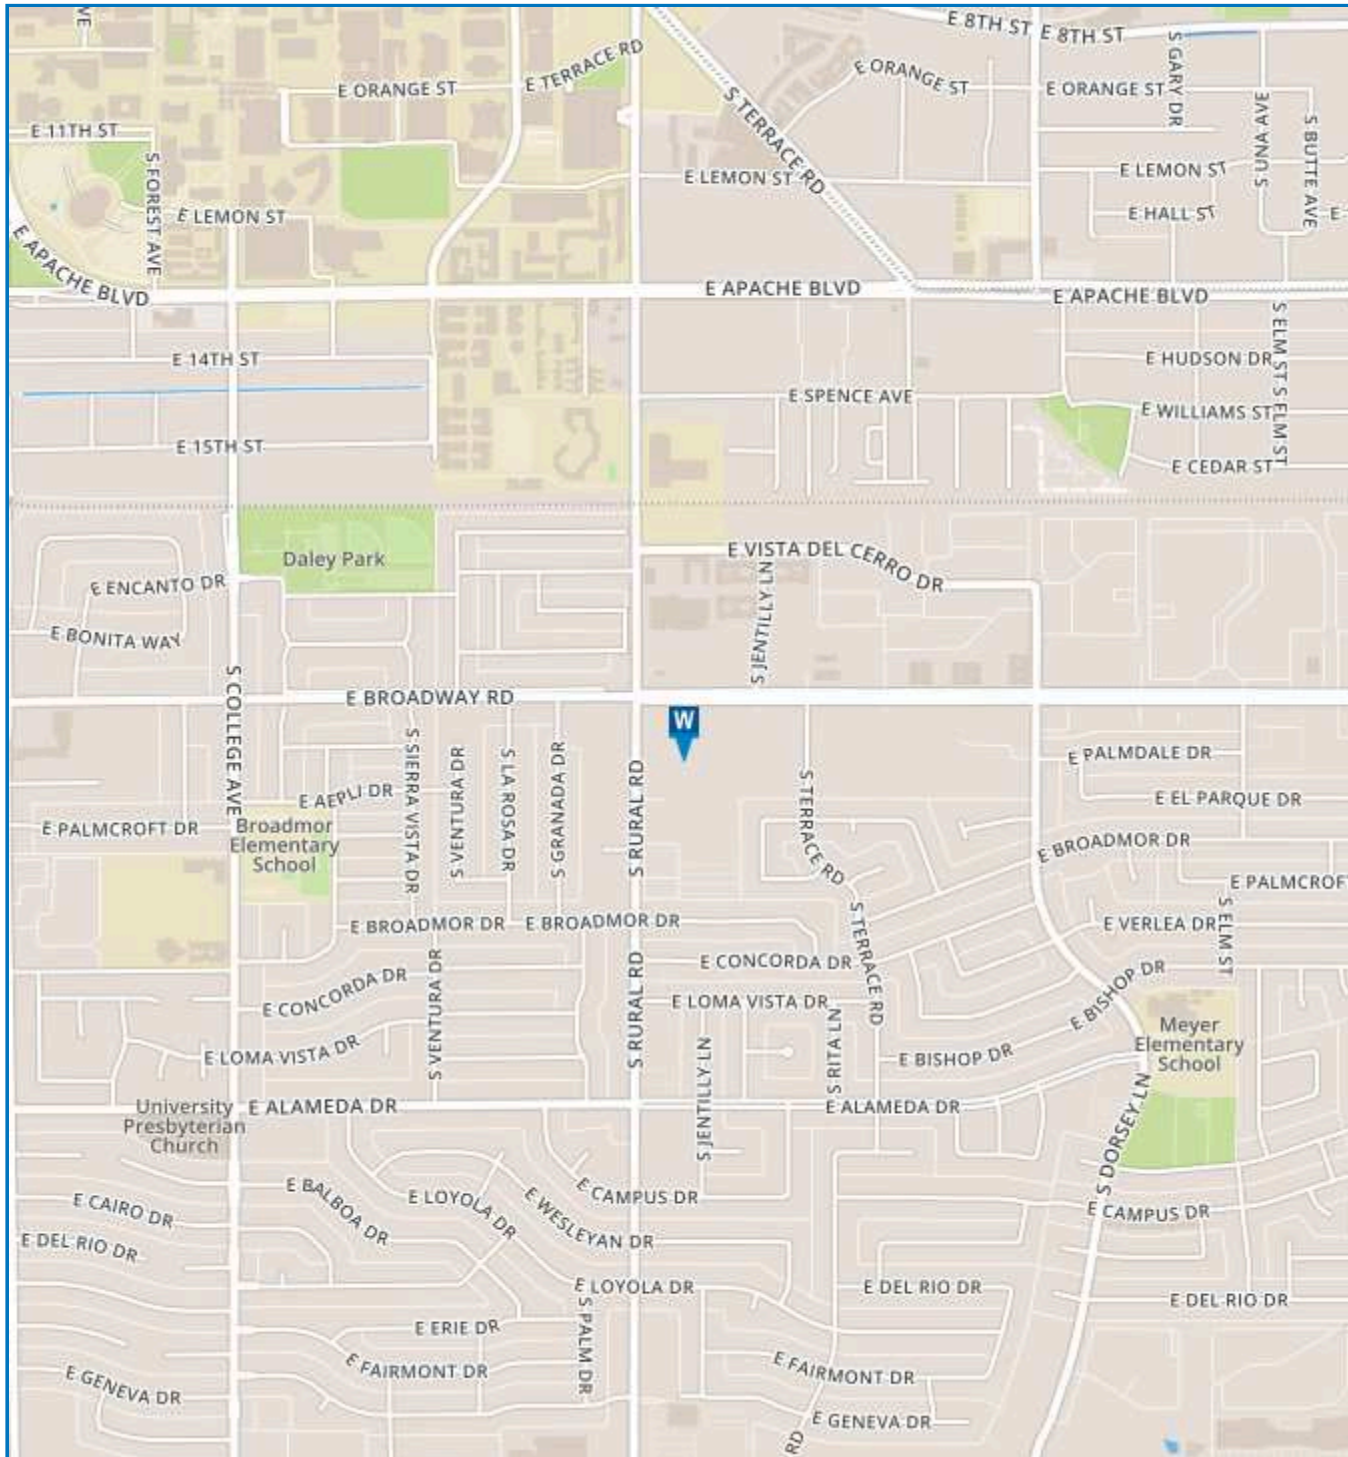 VE
E 8TH ST
E 8TH ST
E TERRACE RD
S GARY DR
E ORANGE ST
E ORANGE ST
E ORANGE ST
S UNA AVE
S BUTTE AVE
E 11TH ST
S TERRACE RD
S FOREST AVE
E LEMON ST
E LEMON ST
E LEMON ST
E HALL ST
E
E APACHE BLVD
E APACHE BLVD
E APACHE BLVD
E 14TH ST
E HUDSON DR
S ELM ST
S ELM ST
E SPENCE AVE
E WILLIAMS ST
E 15TH ST
E CEDAR ST
Daley Park
E VISTA DEL CERRO DR
E ENCANTO DR
S JENTILLY LN
E BONITA WAY
S COLLEGE AVE
E BROADWAY RD
W
S SIERRA VISTA DR
S VENTURA DR
S LA ROSA DR
S GRANADA DR
S RURAL RD
S TERRACE RD
E PALMDALE DR
E AEPLI DR
E EL PARQUE DR
E PALMCROFT DR
Broadmor
Elementary
School
E BROADMOR DR
E PALMCROF
E BROADMOR DR
E BROADMOR DR
S TERRACE RD
E VERLEA DR
S ELM ST
E CONCORDA DR
E CONCORDA DR
S VENTURA DR
S RURAL RD
E LOMA VISTA DR
E BISHOP DR
E LOMA VISTA DR
S JENTILLY LN
S RITA LN
E BISHOP DR
Meyer
Elementary
School
University
Presbyterian
Church
E ALAMEDA DR
E ALAMEDA DR
S DORSEY LN
E CAIRO DR
E BALBOA DR
E LOYOLA DR
E WESLEYAN DR
E CAMPUS DR
E CAMPUS DR
E DEL RIO DR
E LOYOLA DR
E DEL RIO DR
E DEL RIO DR
E ERIE DR
S PALM DR
E FAIRMONT DR
E FAIRMONT DR
E GENEVA DR
E GENEVA DR
RD